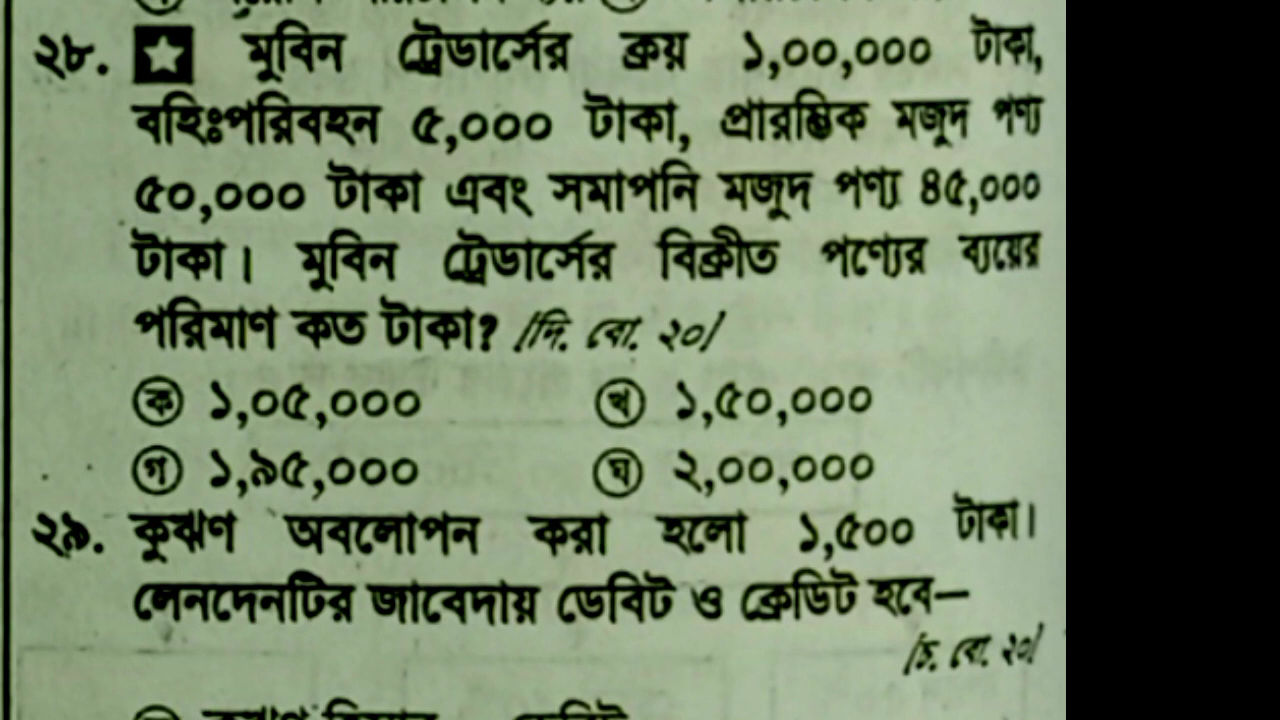 ২৮. মুবিন ট্রেডার্সের ক্রয় ১,০০,০০০ টাকা,
বহিঃপরিবহন ৫,০০০ টাকা, প্রারম্ভিক মজুদ পণ্য
৫০,০০০ টাকা এবং সমাপনি মজুদ পণ্য ৪৫,০০০
টাকা। মুবিন ট্রেডার্সের বিক্রীত পণ্যের ব্যয়ের
পরিমাণ কত টাকা? [দি. বো. ২০]
ক ১,০৫,০০০ খ ১,৫০,০০০
গ ১,৯৫,০০০ ঘ ২,০০,০০০
২৯. কুঋণ অবলোপন করা হলো ১,৫০০ টাকা।
লেনদেনটির জাবেদায় ডেবিট ও ক্রেডিট হবে—
[চ. বো. ২০]